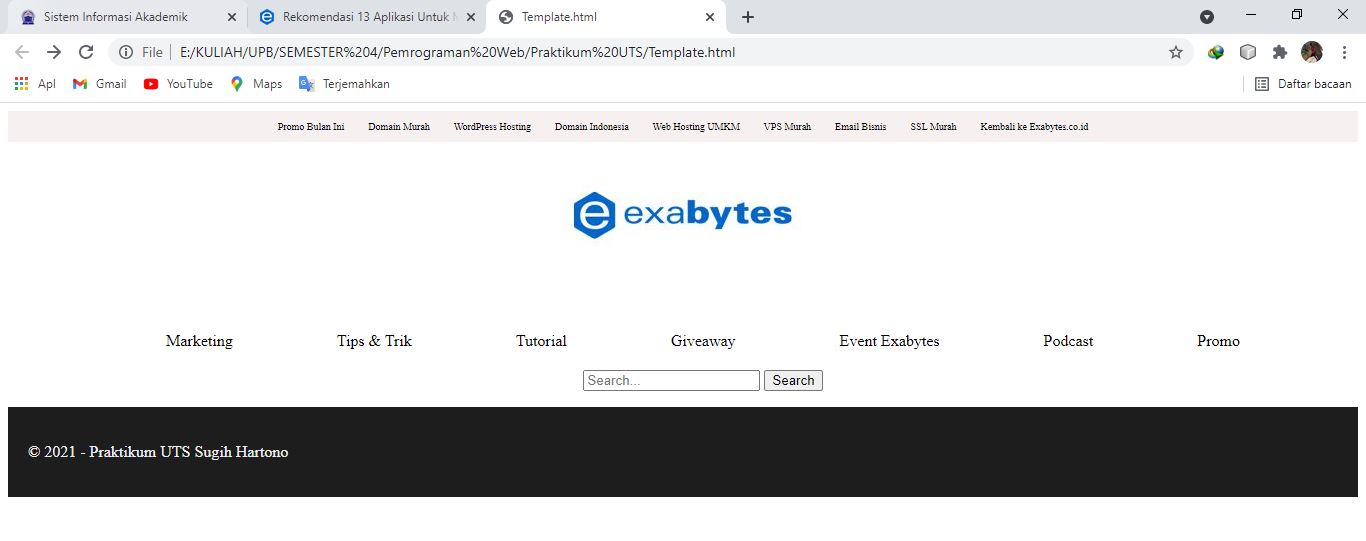 Sistem Informasi Akademik Rekomendasi 13 Aplikasi Untuk Template.html
File E:/KULIAH/UPB/SEMESTER%204/Pemrograman%20Web/Praktikum%20UTS/Template.html
Apl Gmail YouTube Maps Terjemahkan Daftar bacaan
Promo Bulan Ini Domain Murah WordPress Hosting Domain Indonesia Web Hosting UMKM VPS Murah Email Bisnis SSL Murah Kembali ke Exabytes.co.id
exabytes
Marketing Tips & Trik Tutorial Giveaway Event Exabytes Podcast Promo
Search... Search
© 2021 - Praktikum UTS Sugih Hartono